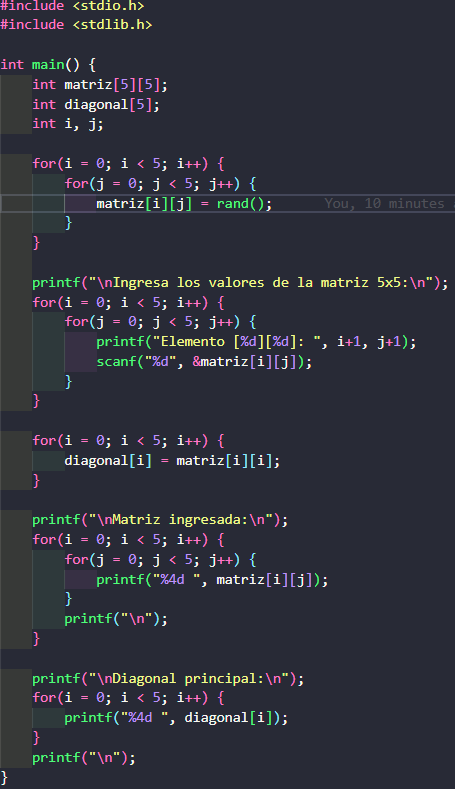 #include <stdio.h>
#include <stdlib.h>

int main() {
    int matriz[5][5];
    int diagonal[5];
    int i, j;

    for(i = 0; i < 5; i++) {
        for(j = 0; j < 5; j++) {
            matriz[i][j] = rand();      You, 10 minutes
        }
    }

    printf("\nIngresa los valores de la matriz 5x5:\n");
    for(i = 0; i < 5; i++) {
        for(j = 0; j < 5; j++) {
            printf("Elemento [%d][%d]: ", i+1, j+1);
            scanf("%d", &matriz[i][j]);
        }
    }

    for(i = 0; i < 5; i++) {
        diagonal[i] = matriz[i][i];
    }

    printf("\nMatriz ingresada:\n");
    for(i = 0; i < 5; i++) {
        for(j = 0; j < 5; j++) {
            printf("%4d ", matriz[i][j]);
        }
        printf("\n");
    }

    printf("\nDiagonal principal:\n");
    for(i = 0; i < 5; i++) {
        printf("%4d ", diagonal[i]);
    }
    printf("\n");
}